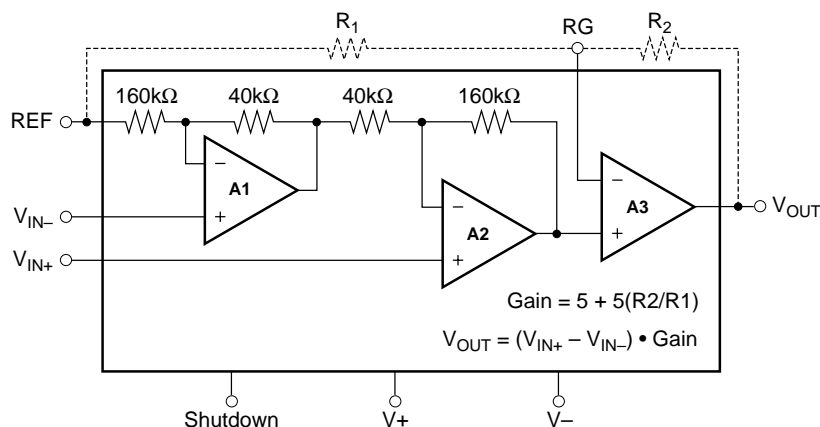 R1 RG R2
160kΩ 40kΩ 40kΩ 160kΩ
REF
− A1 +
− A2 +
− A3 +
VIN−
VIN+
VOUT
Gain = 5 + 5(R2/R1)
VOUT = (VIN+ – VIN–) • Gain
Shutdown V+ V–